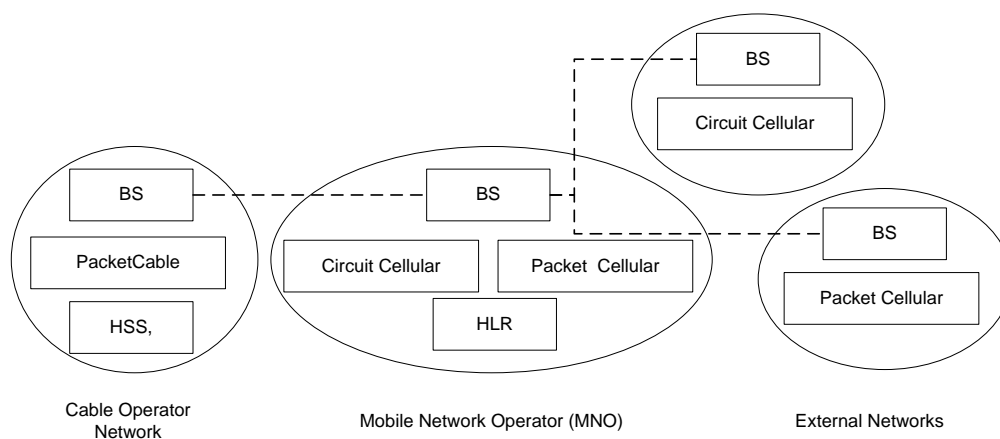 BS
Circuit Cellular
BS
PacketCable
HSS,
BS
Circuit Cellular
Packet Cellular
HLR
BS
Packet Cellular
Cable Operator
Network
Mobile Network Operator (MNO)
External Networks